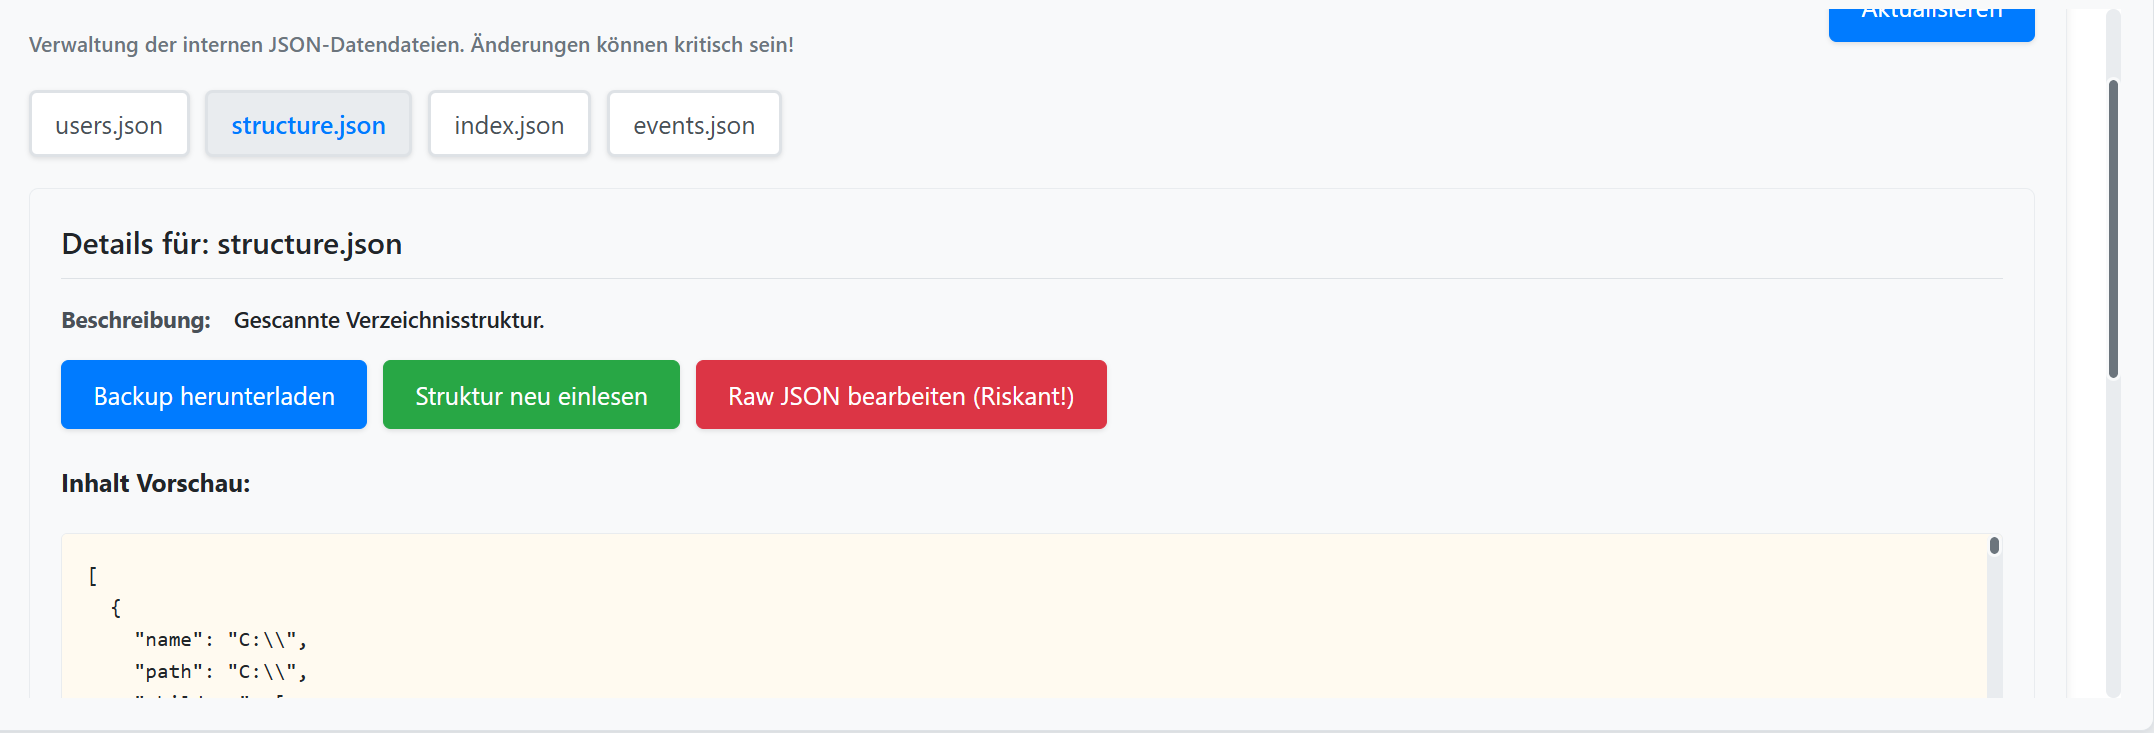 Aktualisieren
Verwaltung der internen JSON-Datendateien. Änderungen können kritisch sein!
users.json
structure.json
index.json
events.json
Details für: structure.json
Beschreibung: Gescannte Verzeichnisstruktur.
Backup herunterladen
Struktur neu einlesen
Raw JSON bearbeiten (Riskant!)
Inhalt Vorschau:
[
{
"name": "C:\\",
"path": "C:\\",